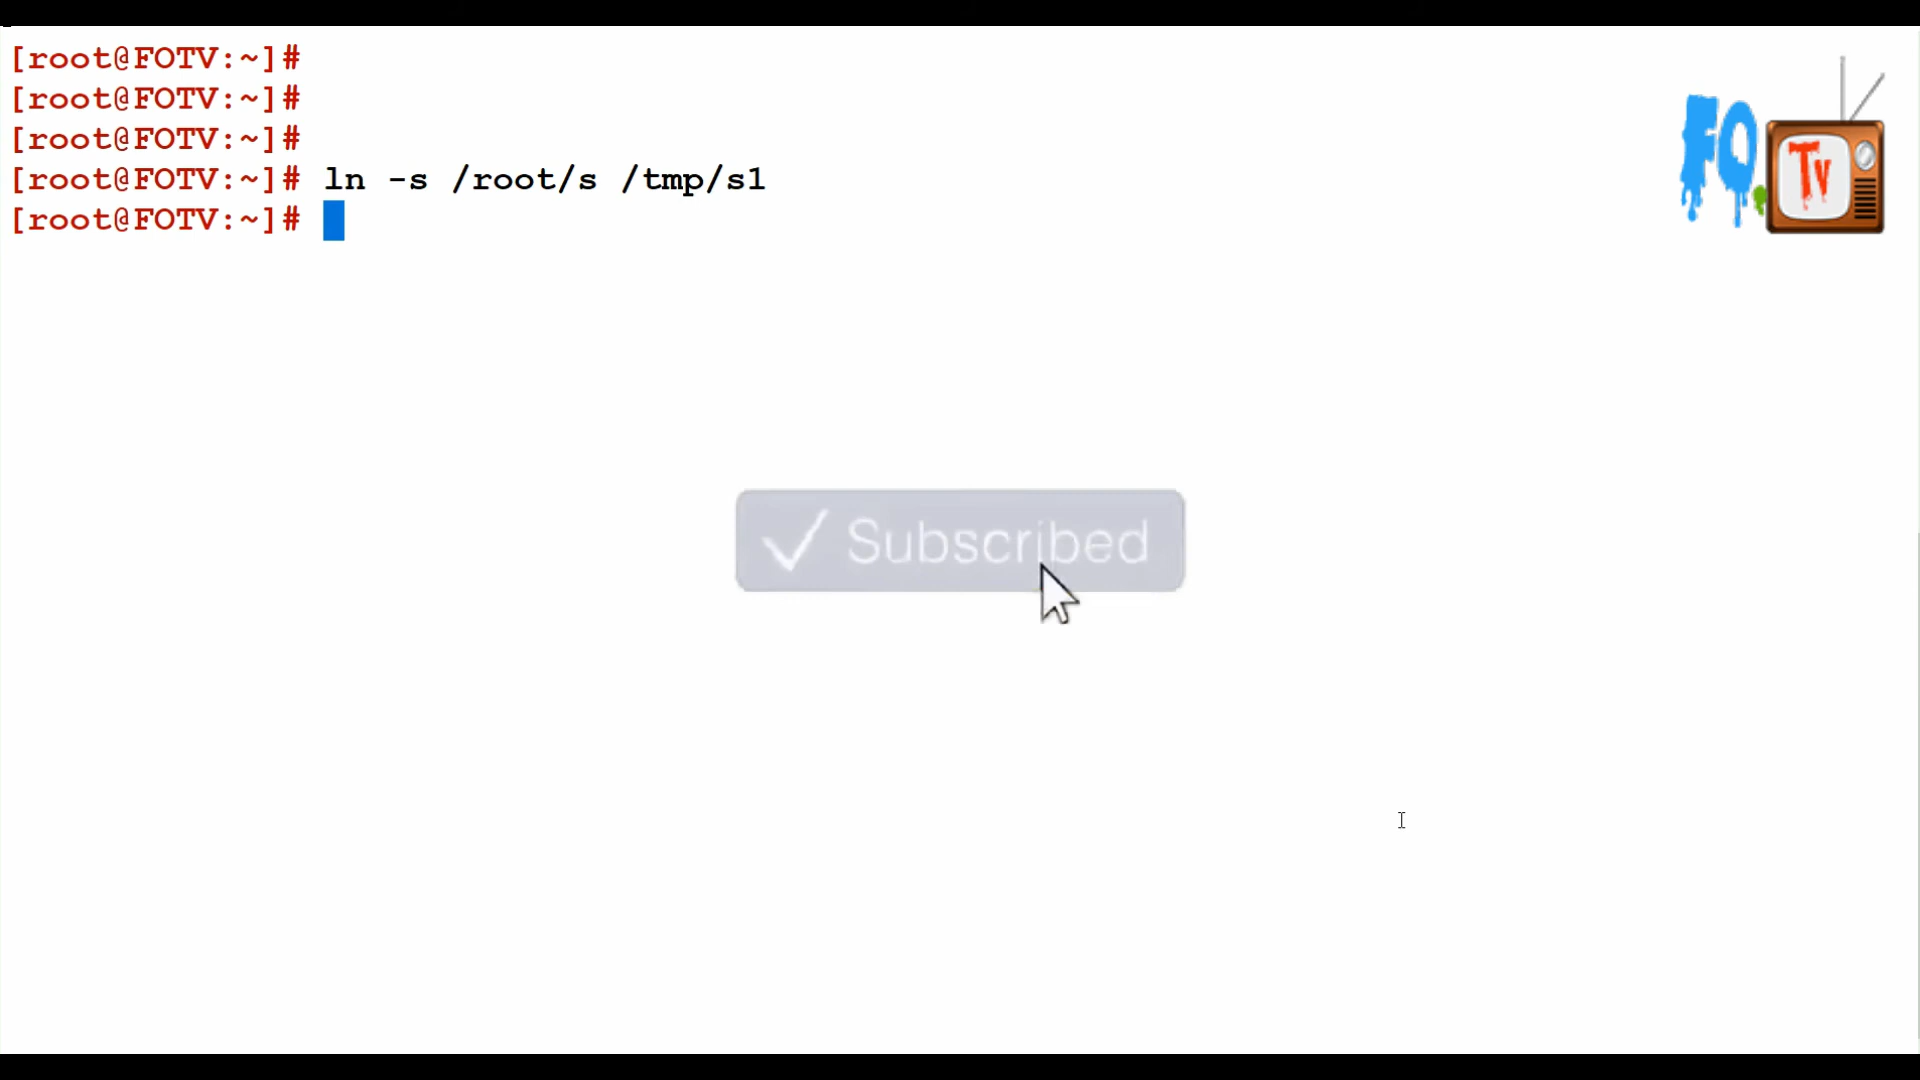 [root@FOTV:~]#
[root@FOTV:~]#
[root@FOTV:~]#
[root@FOTV:~]# ln -s /root/s /tmp/s1
[root@FOTV:~]#
FO.Tv
✓ Subscribed